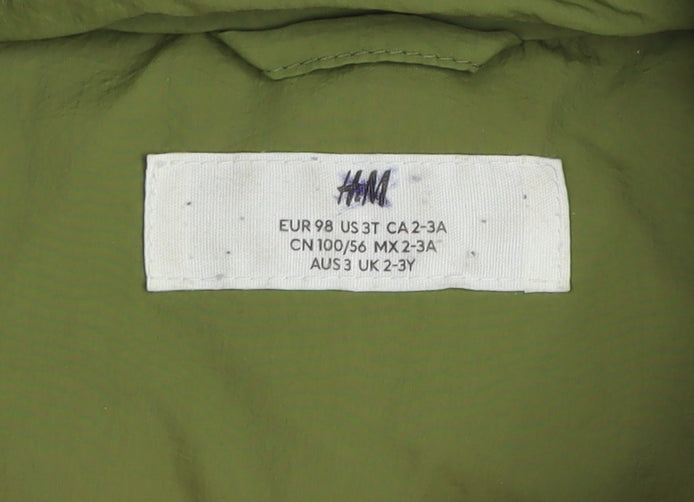 H&M
EUR 98 US 3T CA 2-3A
CN 100/56 MX 2-3A
AUS 3 UK 2-3Y